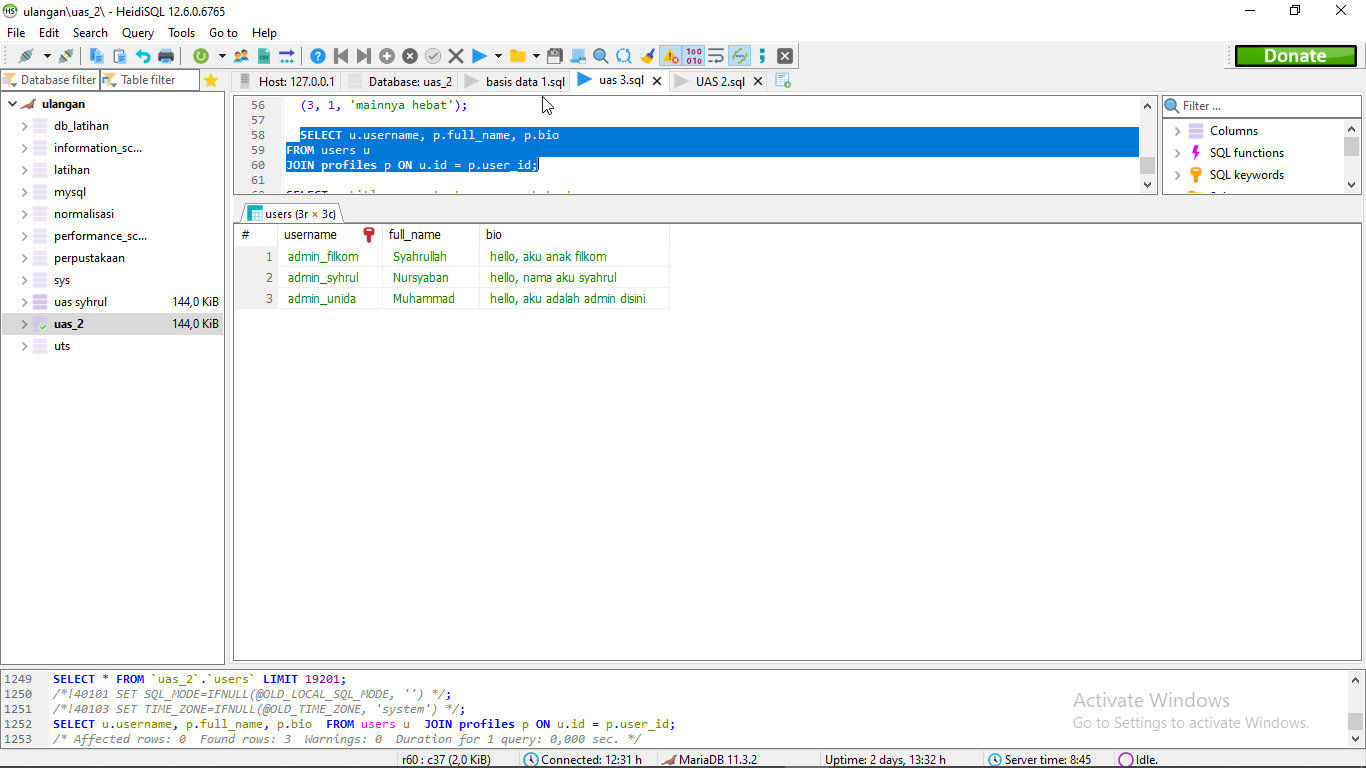 ulangan\uas_2\ - HeidiSQL 12.6.0.6765
File Edit Search Query Tools Go to Help
Donate
Database filter Table filter
Host: 127.0.0.1 Database: uas_2 basis data 1.sql uas 3.sql UAS 2.sql
ulangan
db_latihan
information_sc...
latihan
mysql
normalisasi
performance_sc...
perpustakaan
sys
uas syhrul 144,0 KiB
uas_2 144,0 KiB
uts
56 (3, 1, 'mainnya hebat');
57
58 SELECT u.username, p.full_name, p.bio
59 FROM users u
60 JOIN profiles p ON u.id = p.user_id;
61
Filter ...
Columns
SQL functions
SQL keywords
users (3r × 3c)
# username full_name bio
1 admin_filkom Syahrullah hello, aku anak filkom
2 admin_syhrul Nursyaban hello, nama aku syahrul
3 admin_unida Muhammad hello, aku adalah admin disini
1249 SELECT * FROM `uas_2`.`users` LIMIT 19201;
1250 /*!40101 SET SQL_MODE=IFNULL(@OLD_LOCAL_SQL_MODE, '') */;
1251 /*!40103 SET TIME_ZONE=IFNULL(@OLD_TIME_ZONE, 'system') */;
1252 SELECT u.username, p.full_name, p.bio FROM users u JOIN profiles p ON u.id = p.user_id;
1253 /* Affected rows: 0 Found rows: 3 Warnings: 0 Duration for 1 query: 0,000 sec. */
Activate Windows
Go to Settings to activate Windows.
r60 : c37 (2,0 KiB) Connected: 12:31 h MariaDB 11.3.2 Uptime: 2 days, 13:32 h Server time: 8:45 Idle.